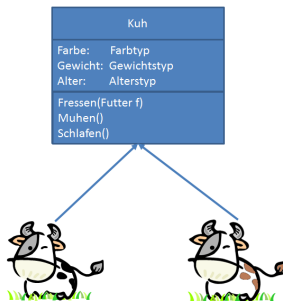 Kuh
Farbe: Farbtyp
Gewicht: Gewichtstyp
Alter: Alterstyp
Fressen(Futter f)
Muhen()
Schlafen()